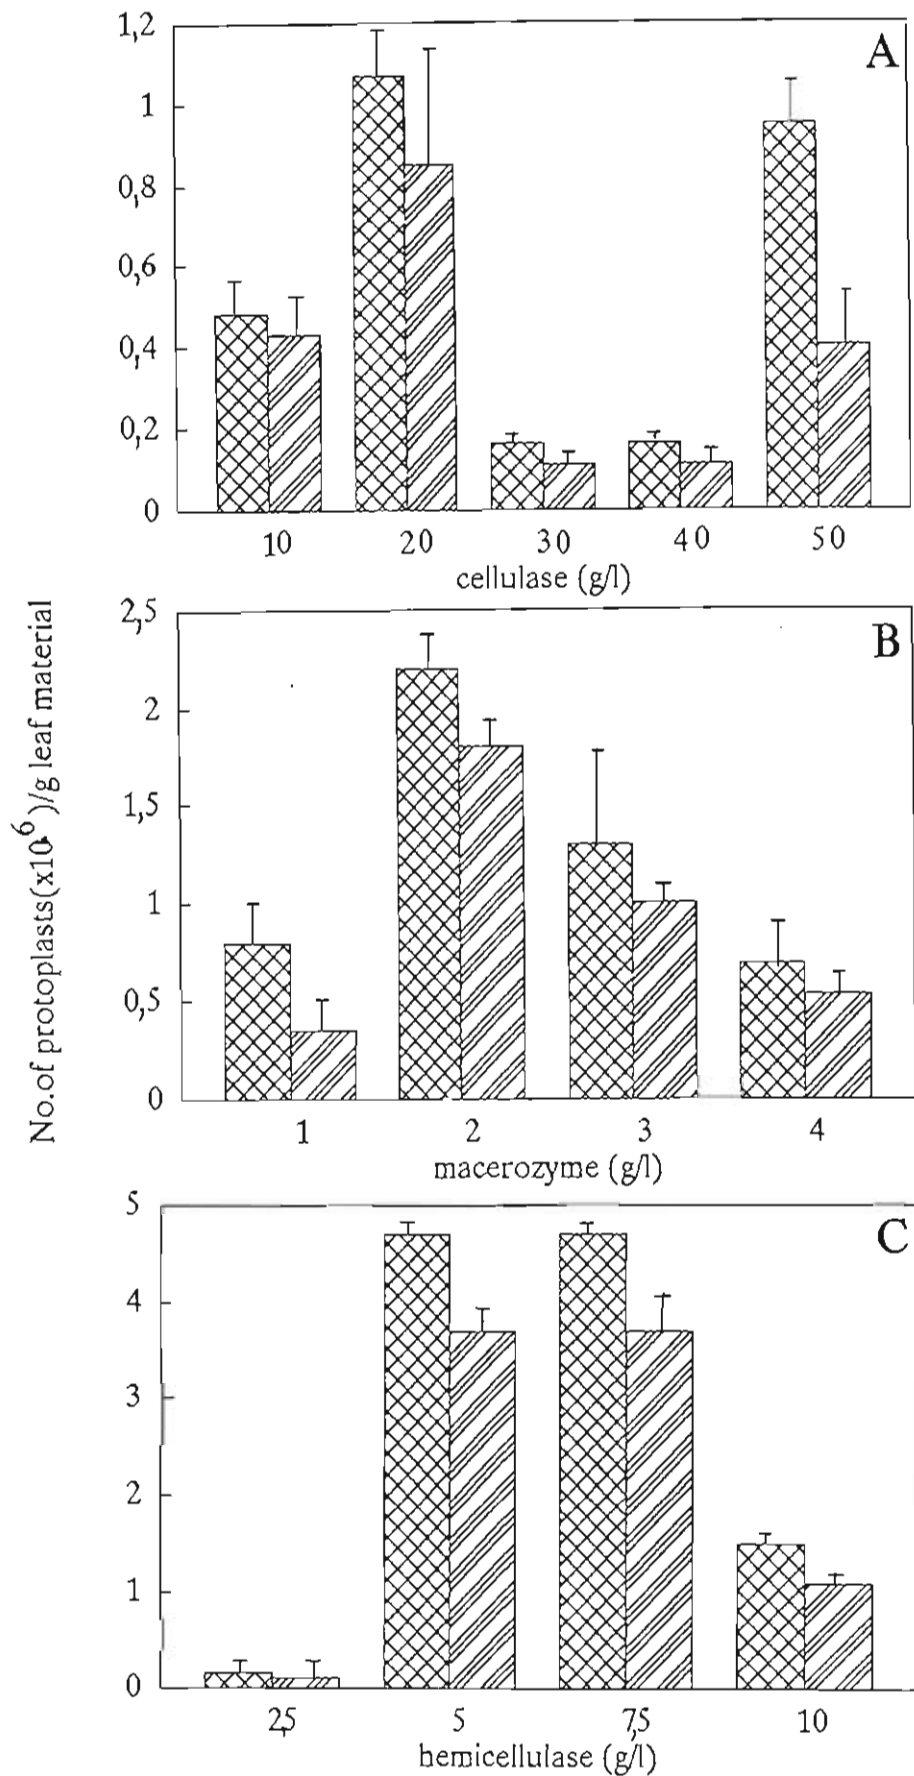 No.of protoplasts(x10⁶)/g leaf material
A
1,2
1
0,8
0,6
0,4
0,2
0
10 20 30 40 50
cellulase (g/l)
B
2,5
2
1,5
1
0,5
0
1 2 3 4
macerozyme (g/l)
C
5
4
3
2
1
0
2,5 5 7,5 10
hemicellulase (g/l)